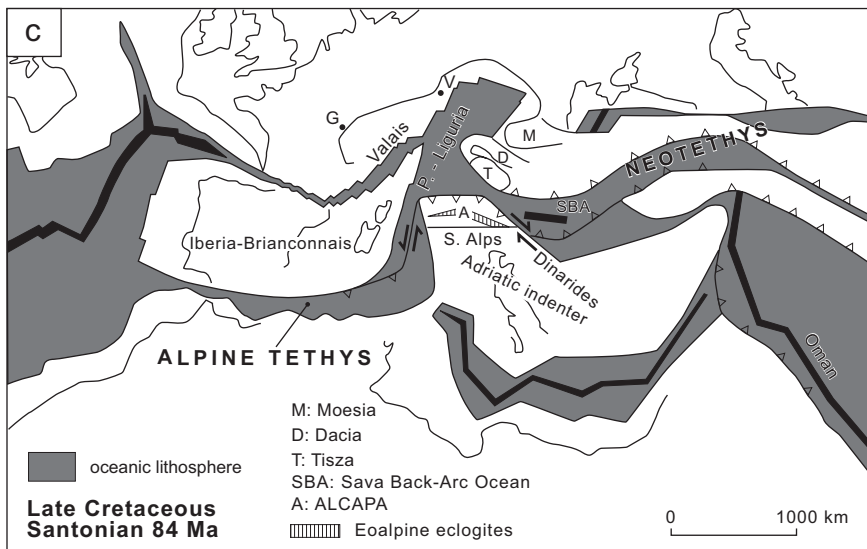 C
V
G
Valais
P. - Liguria
M
D
T
NEOTETHYS
SBA
A
Iberia-Brianconnais
S. Alps
Dinarides
Adriatic indenter
ALPINE TETHYS
Oman
M: Moesia
D: Dacia
T: Tisza
SBA: Sava Back-Arc Ocean
A: ALCAPA
Eoalpine eclogites
oceanic lithosphere
Late Cretaceous
Santonian 84 Ma
0 1000 km